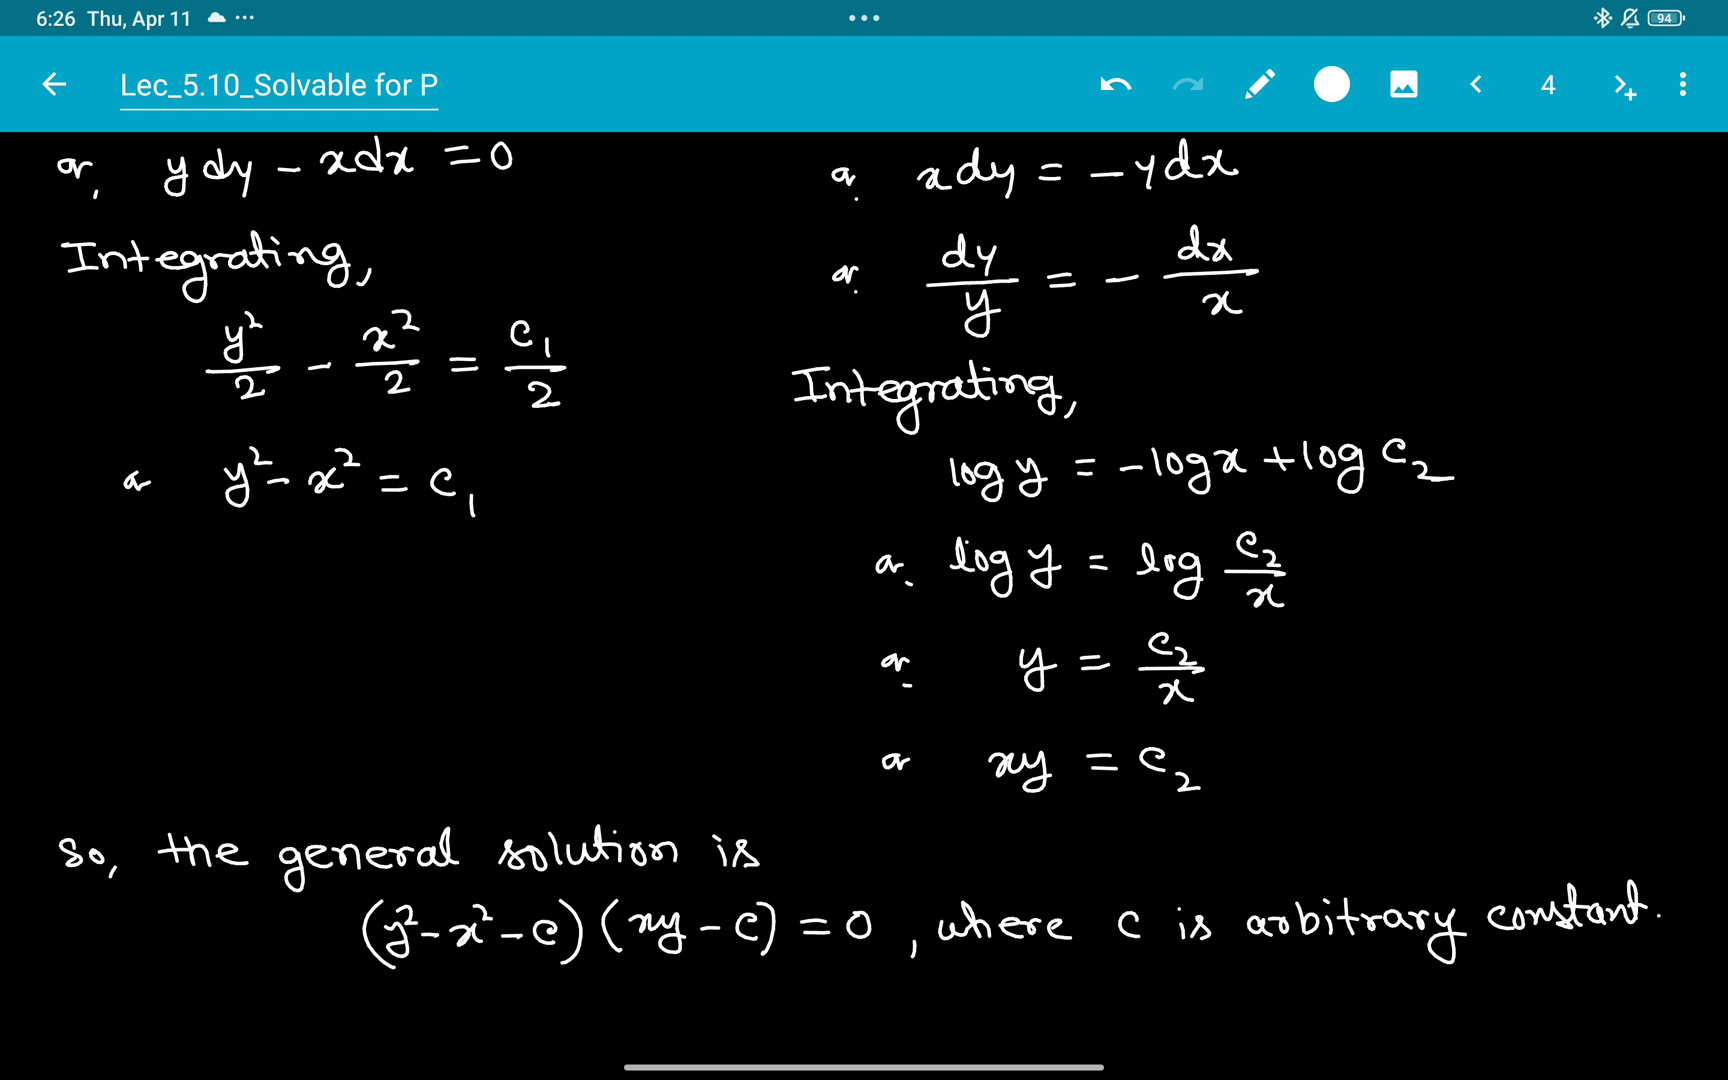 6:26 Thu, Apr 11
94
Lec_5.10_Solvable for P
4
or, y dy - x dx = 0
Integrating,
y²/2 - x²/2 = c₁/2
or y² - x² = c₁
or. x dy = - y dx
or. dy/y = - dx/x
Integrating,
log y = - log x + log c₂
or. log y = log c₂/x
or. y = c₂/x
or xy = c₂
So, the general solution is
(y² - x² - c) (xy - c) = 0 , where c is arbitrary constant.